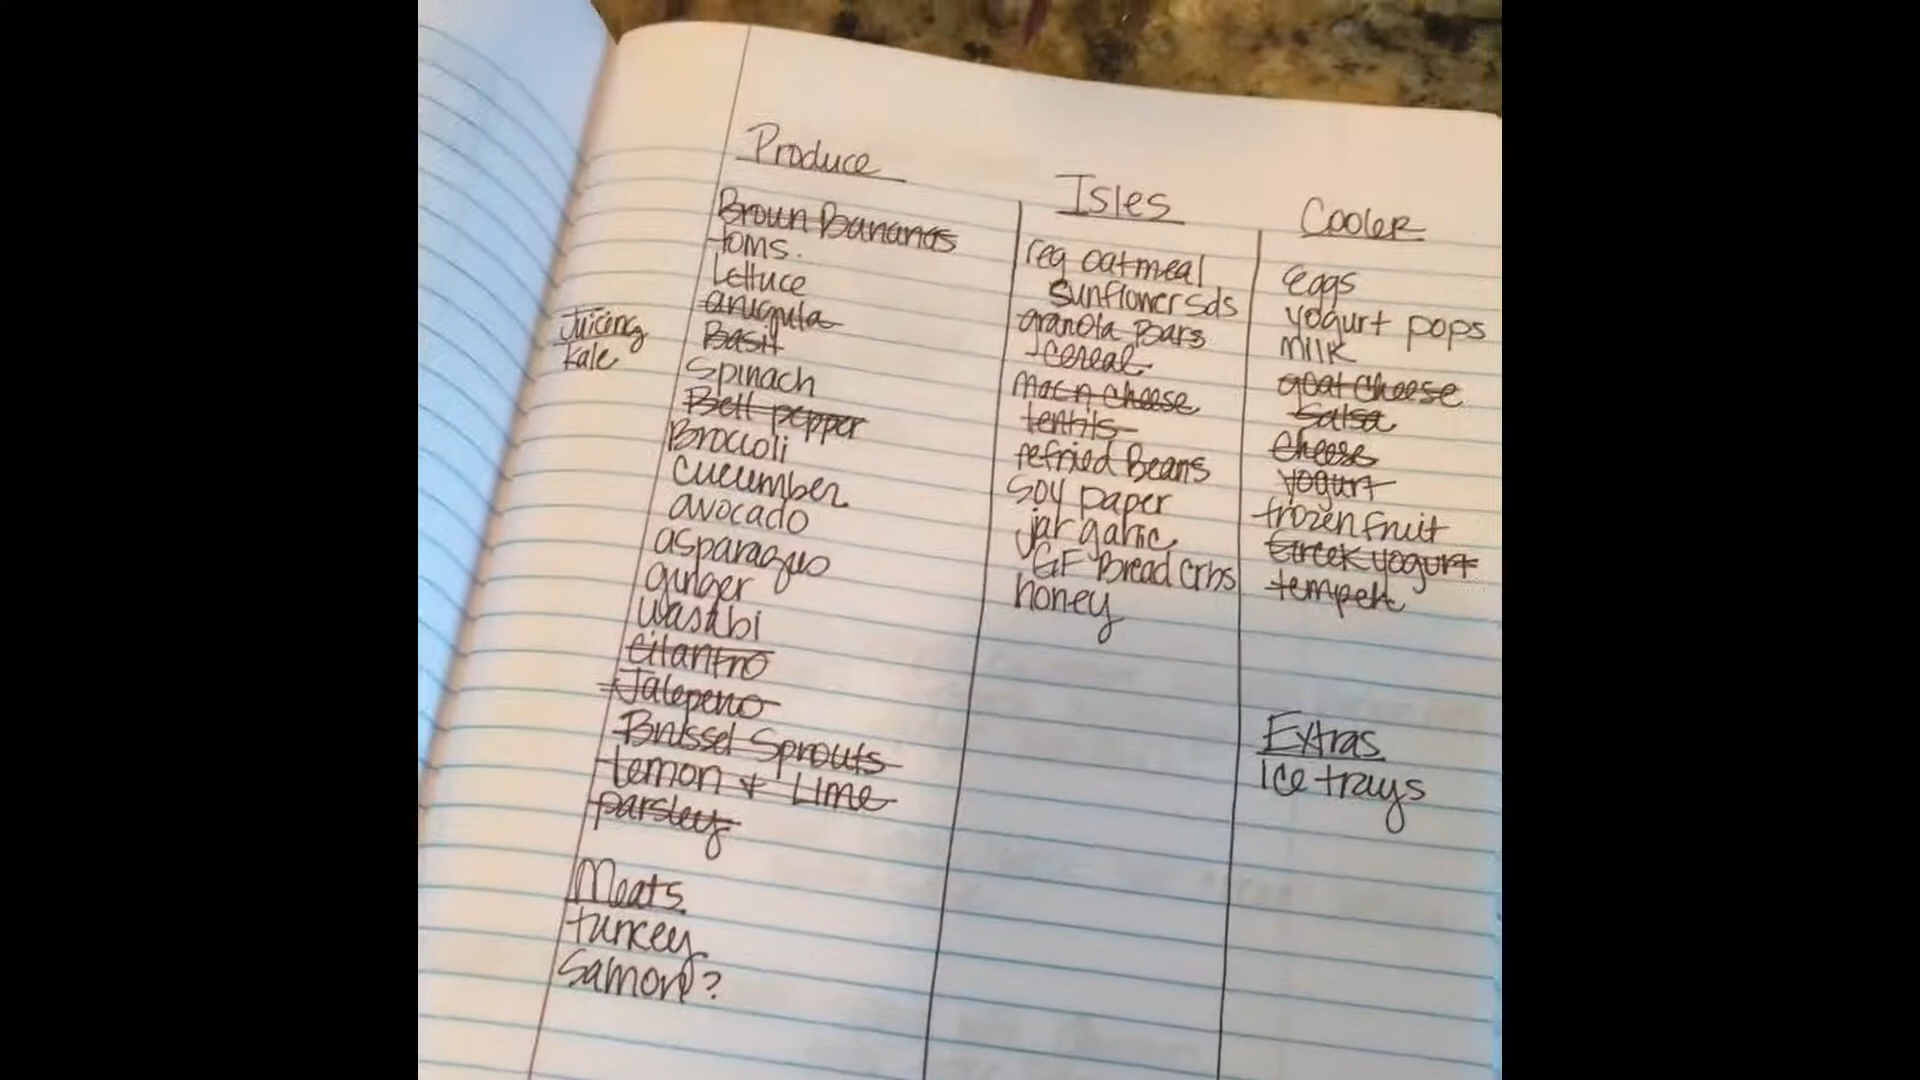 Produce
Brown Bananas
toms.
Lettuce
arugula
Basil
Spinach
Bell pepper
Broccoli
cucumber
avocado
asparagus
ginger
wasabi
cilantro
Jalepeno
Brussel Sprouts
lemon + Lime
parsley
Juicing
kale
Meats
turkey
Samon?
Isles
reg oatmeal
sunflower sds
granola Bars
cereal
Mac n cheese
lentils
refried Beans
Soy paper
jar garlic
GF Bread crbs
honey
Cooler
eggs
yogurt pops
Milk
goat cheese
Salsa
cheese
yogurt
frozen fruit
Greek yogurt
tempeh
Extras
Ice trays